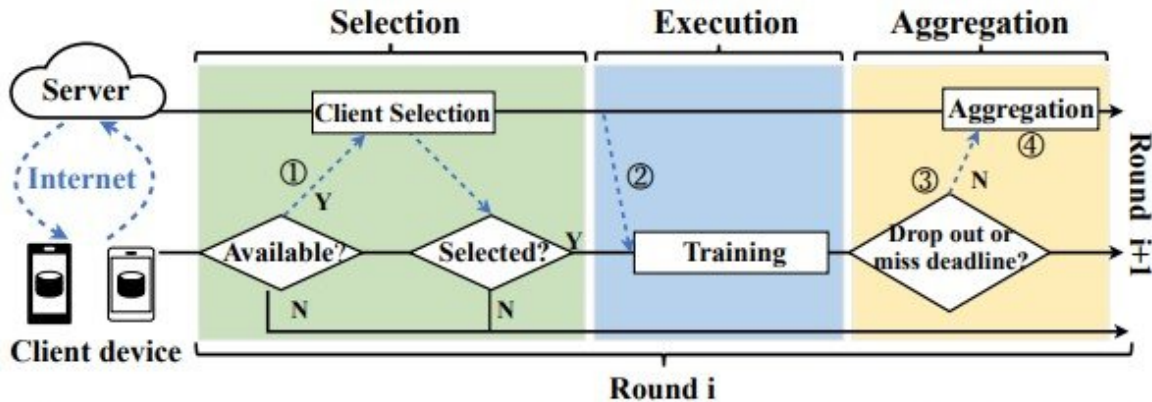 Selection
Execution
Aggregation
Server
Client Selection
Aggregation
①
②
③
④
Internet
Y
N
Available?
Selected?
Y
Training
Drop out or
miss deadline?
N
N
Client device
Round i
Round i+1